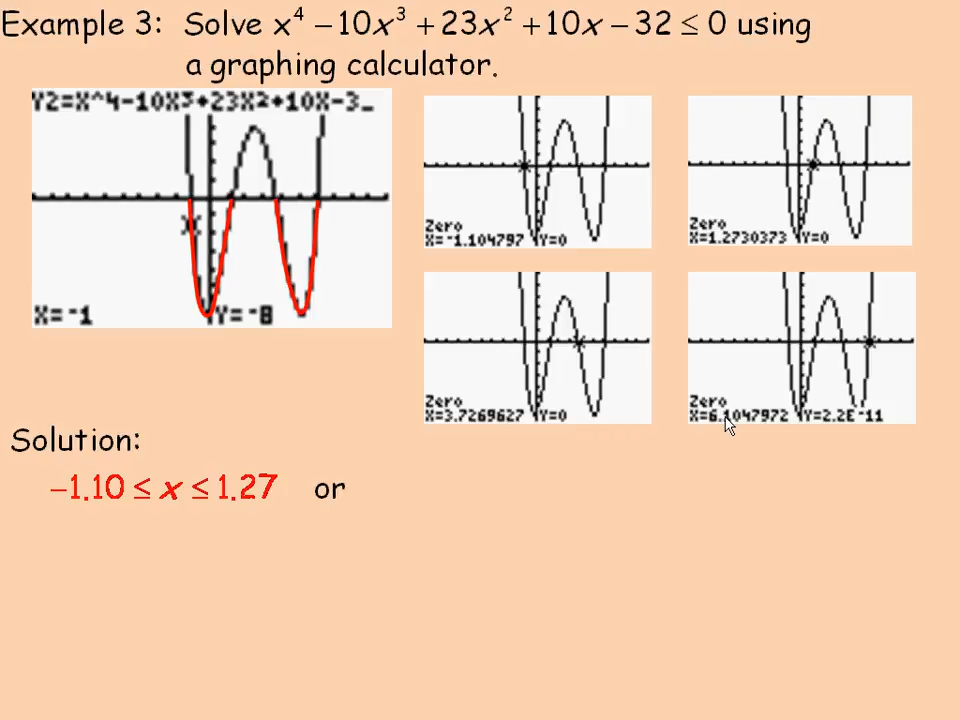 Example 3: Solve x⁴ − 10x³ + 23x² + 10x − 32 ≤ 0 using
a graphing calculator.
Y2=X^4-10X³+23X²+10X-3_
X=-1 Y=-8
Zero
X=-1.104797 Y=0
Zero
X=1.2730373 Y=0
Zero
X=3.7269627 Y=0
Zero
X=6.1047972 Y=2.2E-11
Solution:
−1.10 ≤ x ≤ 1.27 or